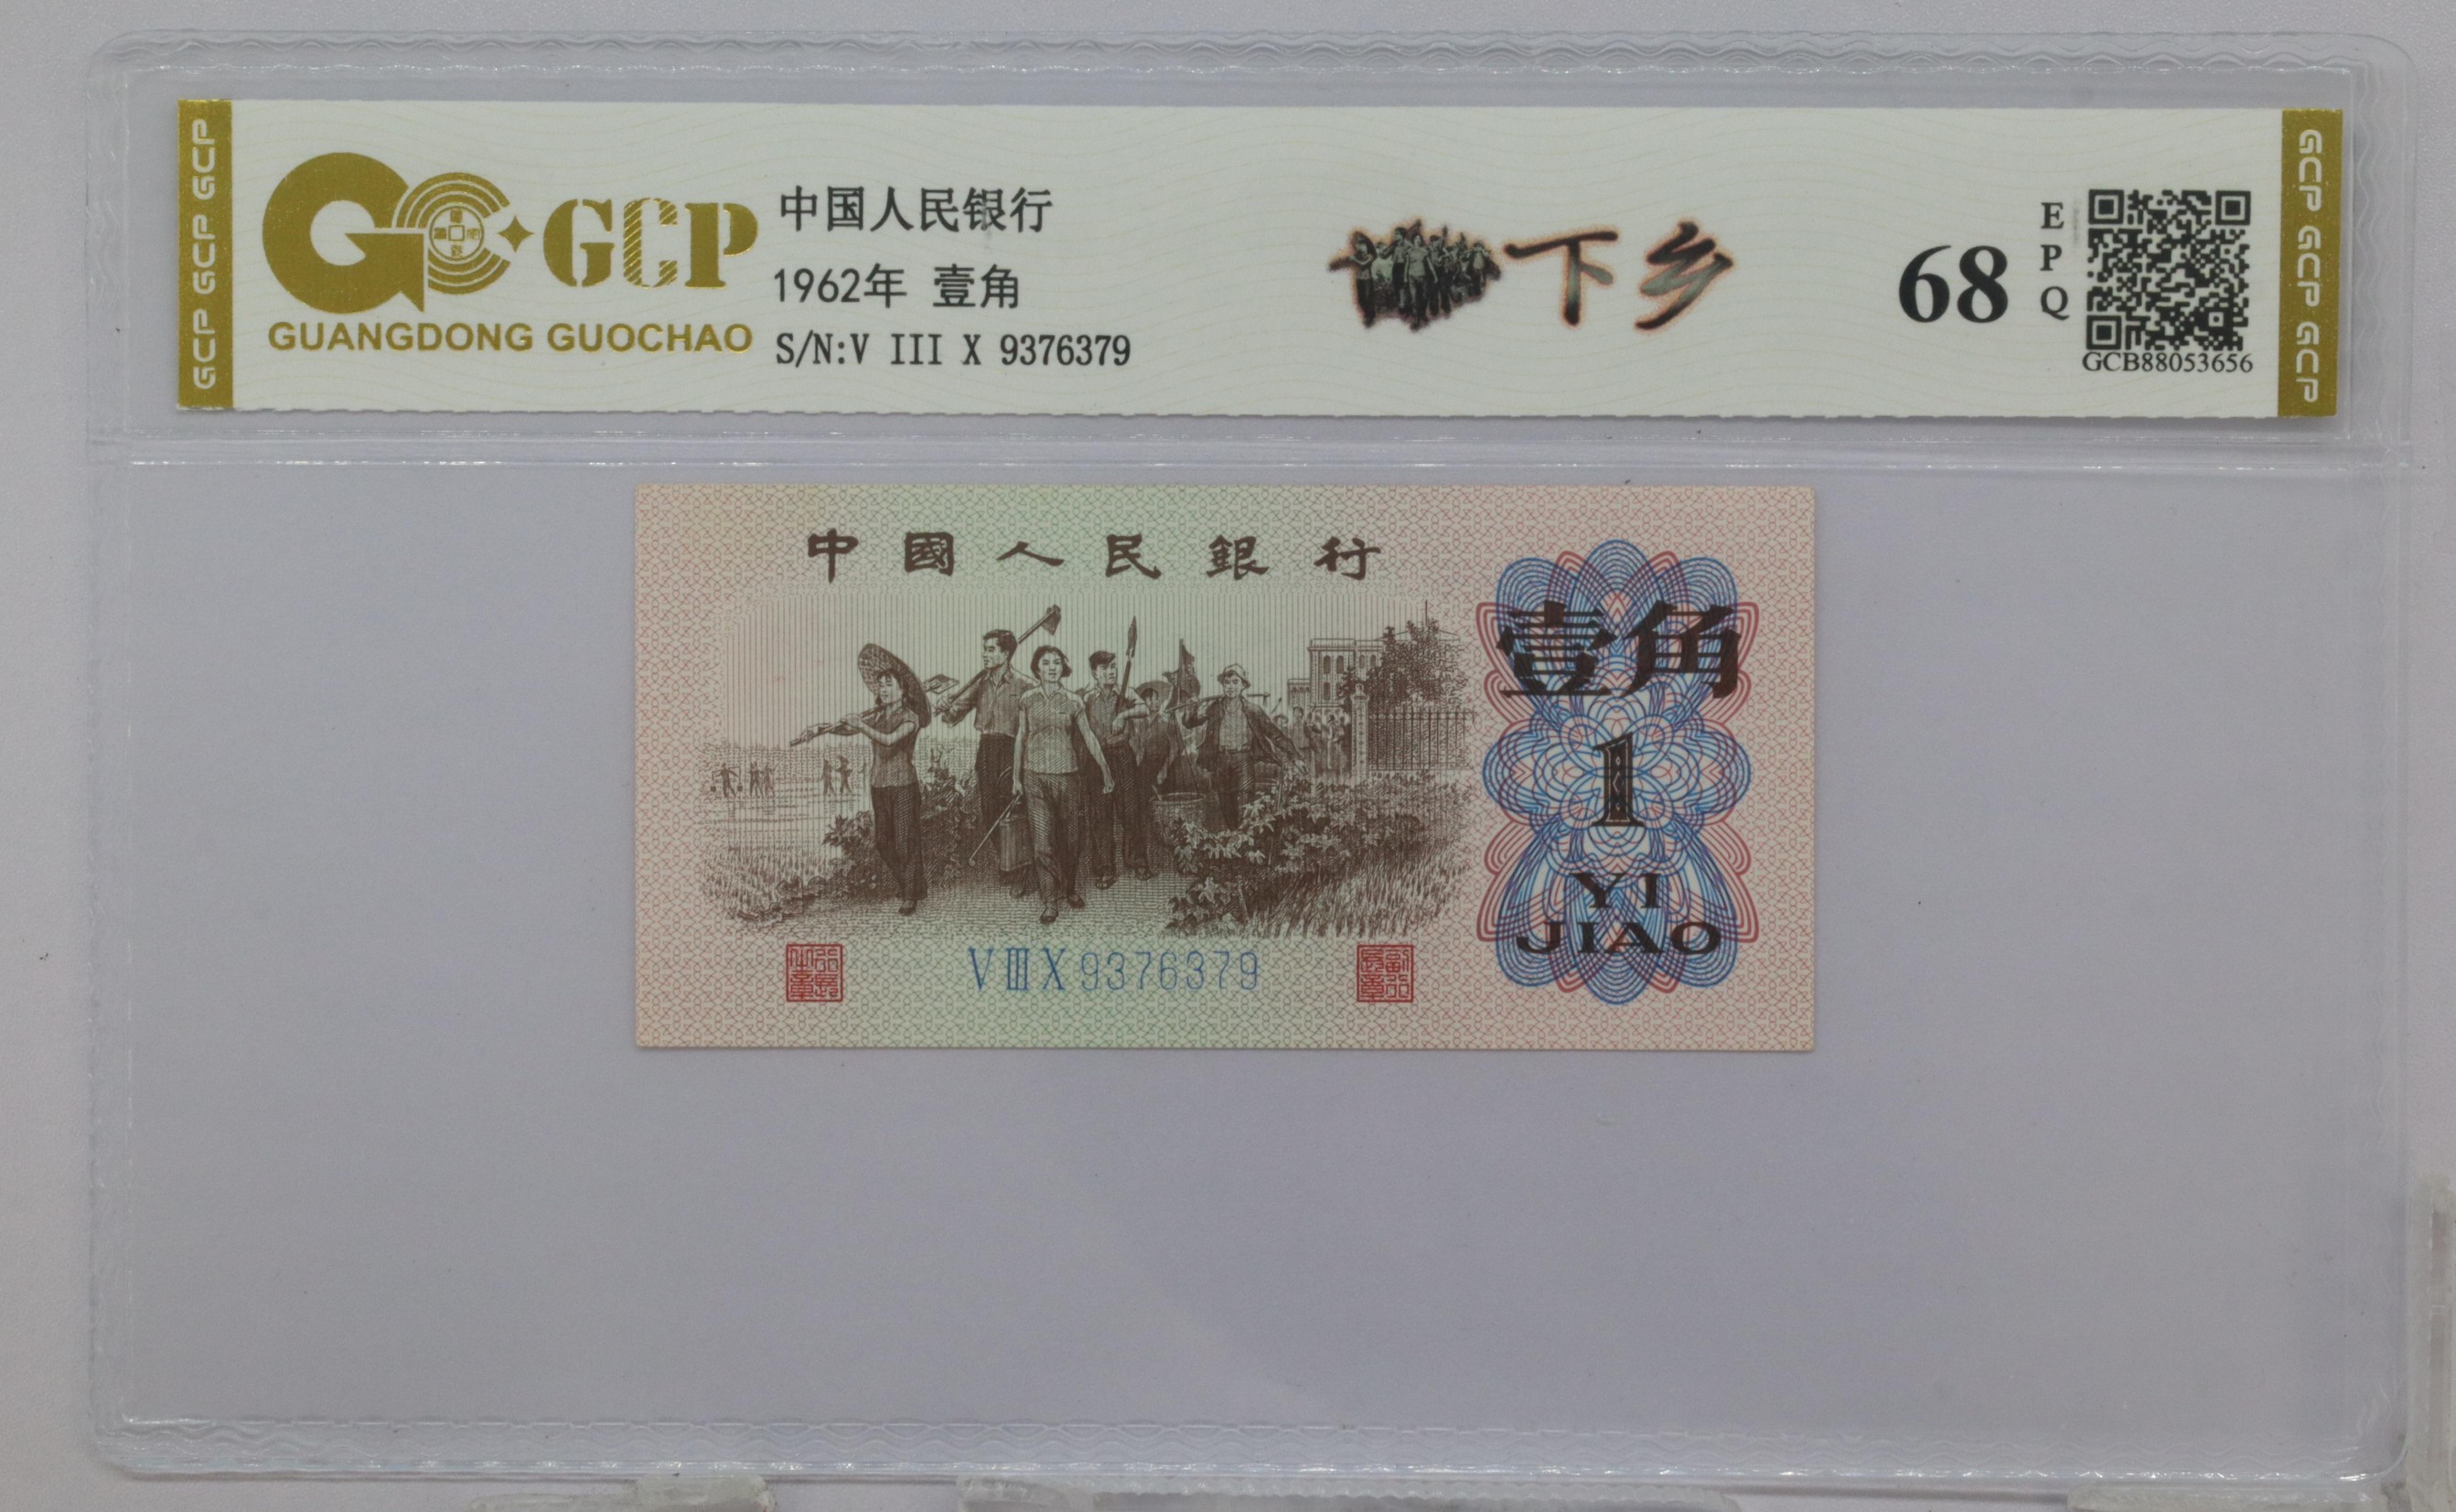 GCP GCP GCP
GCP
GUANGDONG GUOCHAO
中国人民银行
1962年 壹角
S/N:V III X 9376379
下乡
68
EPQ
GCB88053656
GCP GCP GCP
中國人民銀行
壹角
1
YI
JIAO
VIIIX9376379